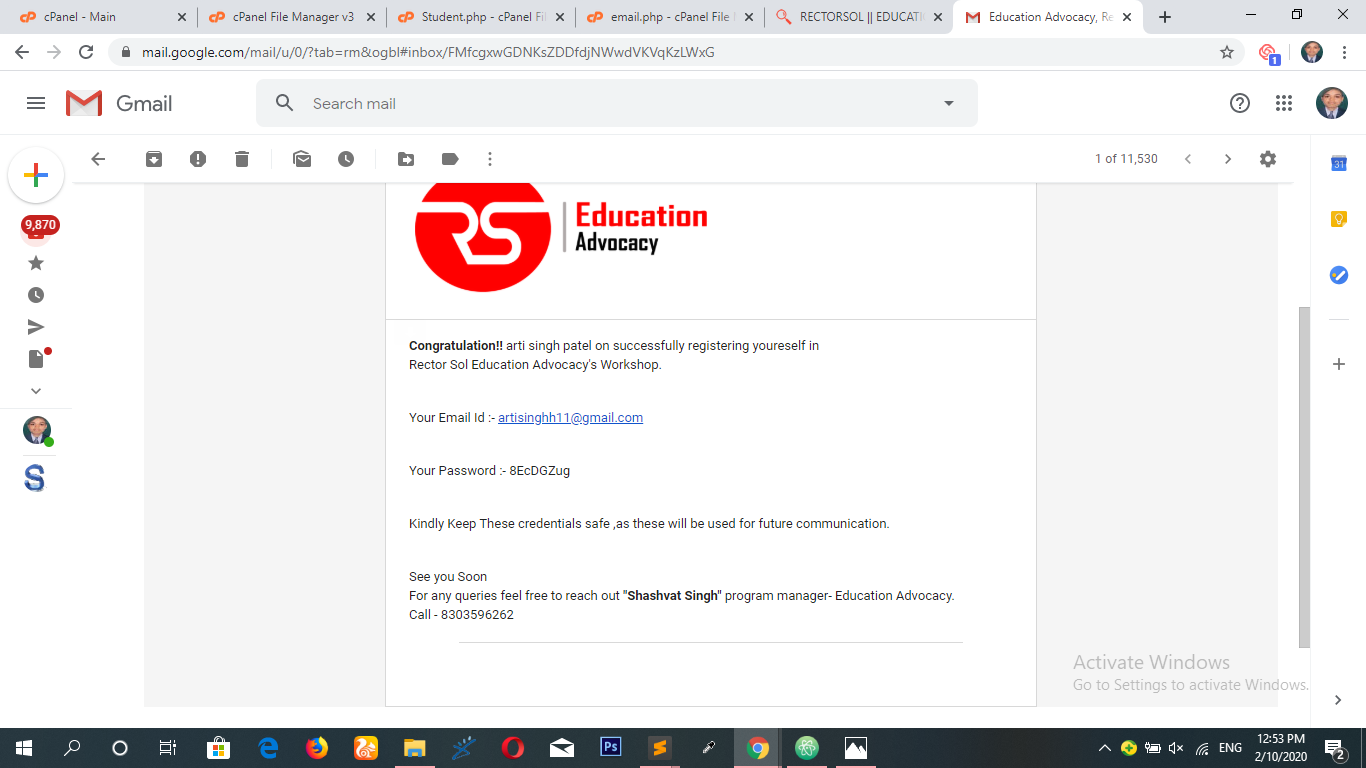 cPanel - Main
cPanel File Manager v3
Student.php - cPanel Fil
email.php - cPanel File
RECTORSOL || EDUCATI
Education Advocacy, Re
mail.google.com/mail/u/0/?tab=rm&ogbl#inbox/FMfcgxwGDNKsZDDfdjNWwdVKVqKzLWxG
1
Gmail
Search mail
1 of 11,530
31
9,870
RS
Education
Advocacy
Congratulation!! arti singh patel on successfully registering youreself in
Rector Sol Education Advocacy's Workshop.
Your Email Id :- artisinghh11@gmail.com
Your Password :- 8EcDGZug
Kindly Keep These credentials safe ,as these will be used for future communication.
See you Soon
For any queries feel free to reach out "Shashvat Singh" program manager- Education Advocacy.
Call - 8303596262
Activate Windows
Go to Settings to activate Windows.
Ps
ENG
12:53 PM
2/10/2020
2